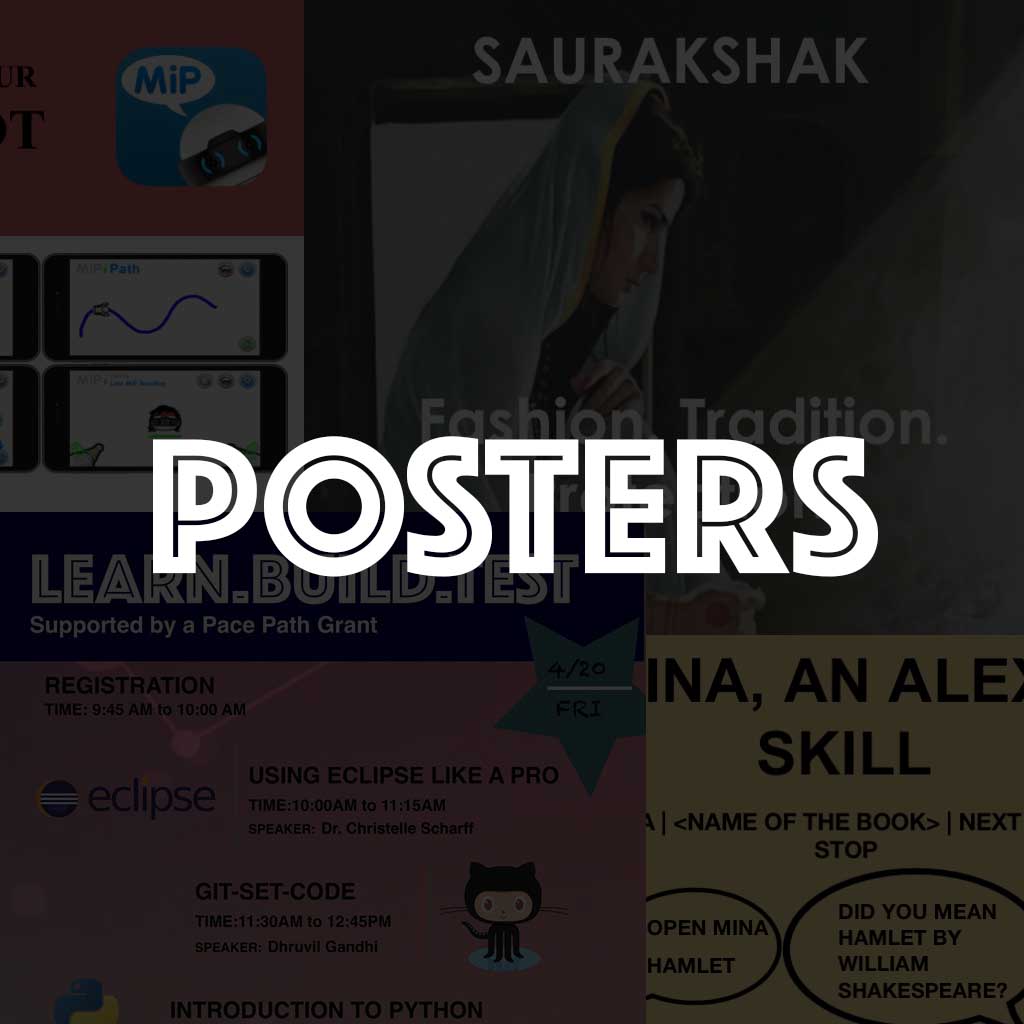 UR
OT
MiP
SAURAKSHAK
MiP Path
Fashion. Tradition.
POSTERS
LEARN.BUILD.TEST
Supported by a Pace Path Grant
4/20
FRI
REGISTRATION
TIME: 9:45 AM to 10:00 AM
eclipse
USING ECLIPSE LIKE A PRO
TIME:10:00AM to 11:15AM
SPEAKER: Dr. Christelle Scharff
GIT-SET-CODE
TIME:11:30AM to 12:45PM
SPEAKER: Dhruvil Gandhi
INTRODUCTION TO PYTHON
INA, AN ALEX
SKILL
A | <NAME OF THE BOOK> | NEXT
STOP
OPEN MINA
HAMLET
DID YOU MEAN
HAMLET BY
WILLIAM
SHAKESPEARE?